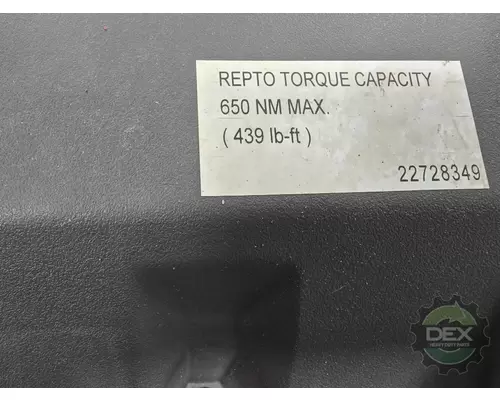 REPTO TORQUE CAPACITY
650 NM MAX.
( 439 lb-ft )
22728349
DEX
HEAVY DUTY PARTS